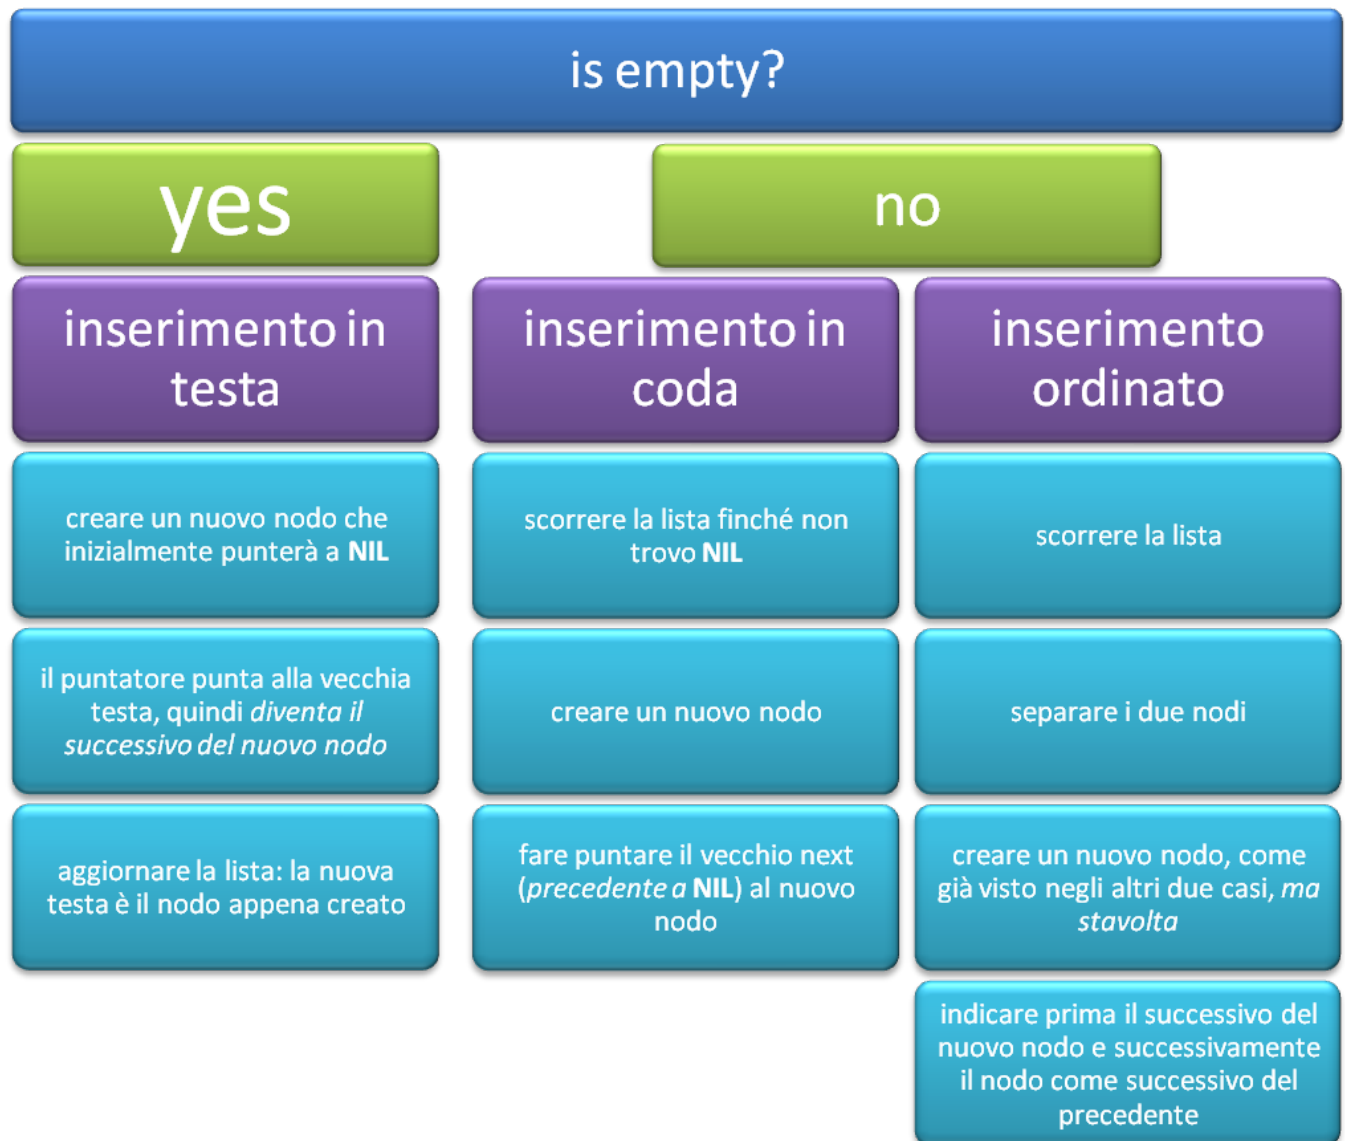 is empty?
yes
no
inserimento in
testa
inserimento in
coda
inserimento
ordinato
creare un nuovo nodo che
inizialmente punterà a NIL
scorrere la lista finché non
trovo NIL
scorrere la lista
il puntatore punta alla vecchia
testa, quindi diventa il
successivo del nuovo nodo
creare un nuovo nodo
separare i due nodi
aggiornare la lista: la nuova
testa è il nodo appena creato
fare puntare il vecchio next
(precedente a NIL) al nuovo
nodo
creare un nuovo nodo, come
già visto negli altri due casi, ma
stavolta
indicare prima il successivo del
nuovo nodo e successivamente
il nodo come successivo del
precedente